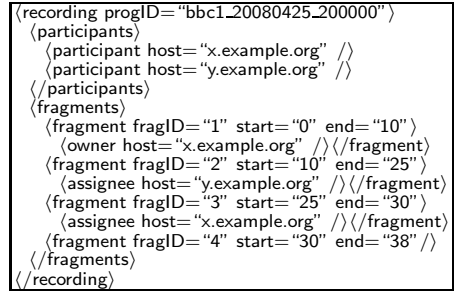 ⟨recording progID=“bbc1_20080425_200000”⟩
⟨participants⟩
⟨participant host=“x.example.org” /⟩
⟨participant host=“y.example.org” /⟩
⟨/participants⟩
⟨fragments⟩
⟨fragment fragID=“1” start=“0” end=“10”⟩
⟨owner host=“x.example.org” /⟩⟨/fragment⟩
⟨fragment fragID=“2” start=“10” end=“25”⟩
⟨assignee host=“y.example.org” /⟩⟨/fragment⟩
⟨fragment fragID=“3” start=“25” end=“30”⟩
⟨assignee host=“x.example.org” /⟩⟨/fragment⟩
⟨fragment fragID=“4” start=“30” end=“38”/⟩
⟨/fragments⟩
⟨/recording⟩